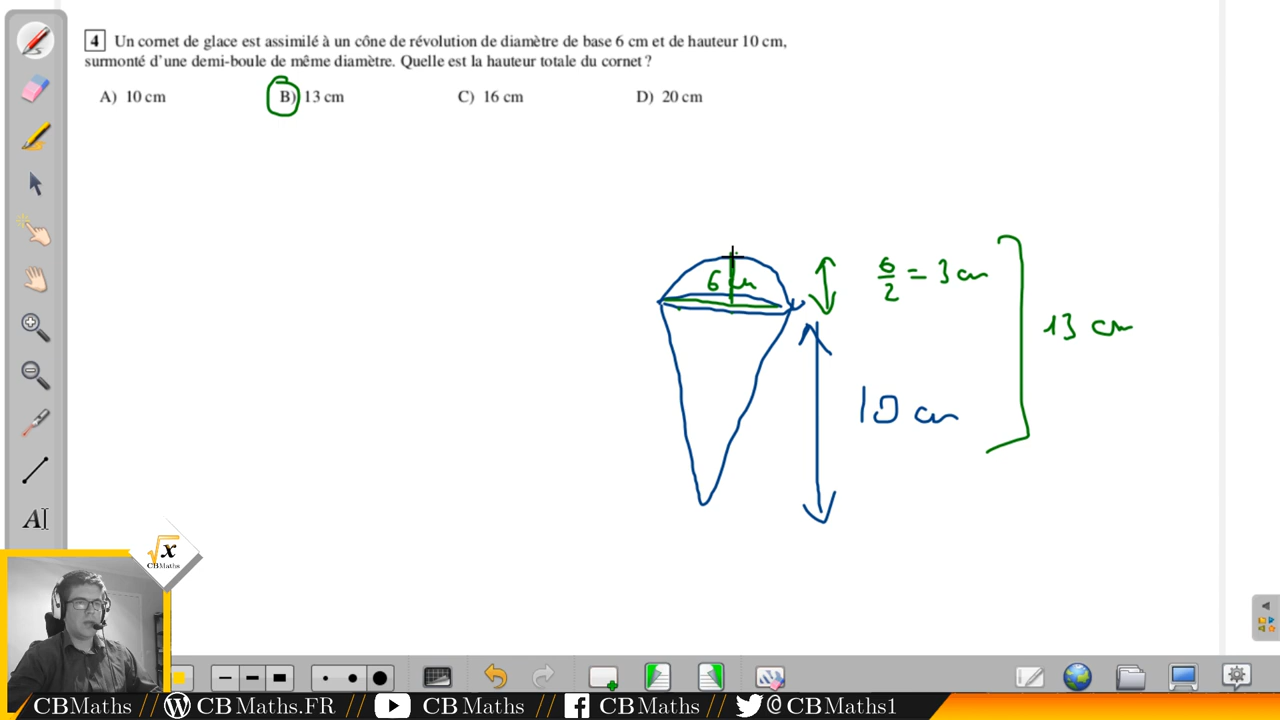 4 Un cornet de glace est assimilé à un cône de révolution de diamètre de base 6 cm et de hauteur 10 cm,
surmonté d'une demi-boule de même diamètre. Quelle est la hauteur totale du cornet ?
A) 10 cm B) 13 cm C) 16 cm D) 20 cm
6 cm
6/2 = 3 cm
13 cm
10 cm
AI
√x
CBMaths
CBMaths // CBMaths.FR // CBMaths // CBMaths // @CBMaths1